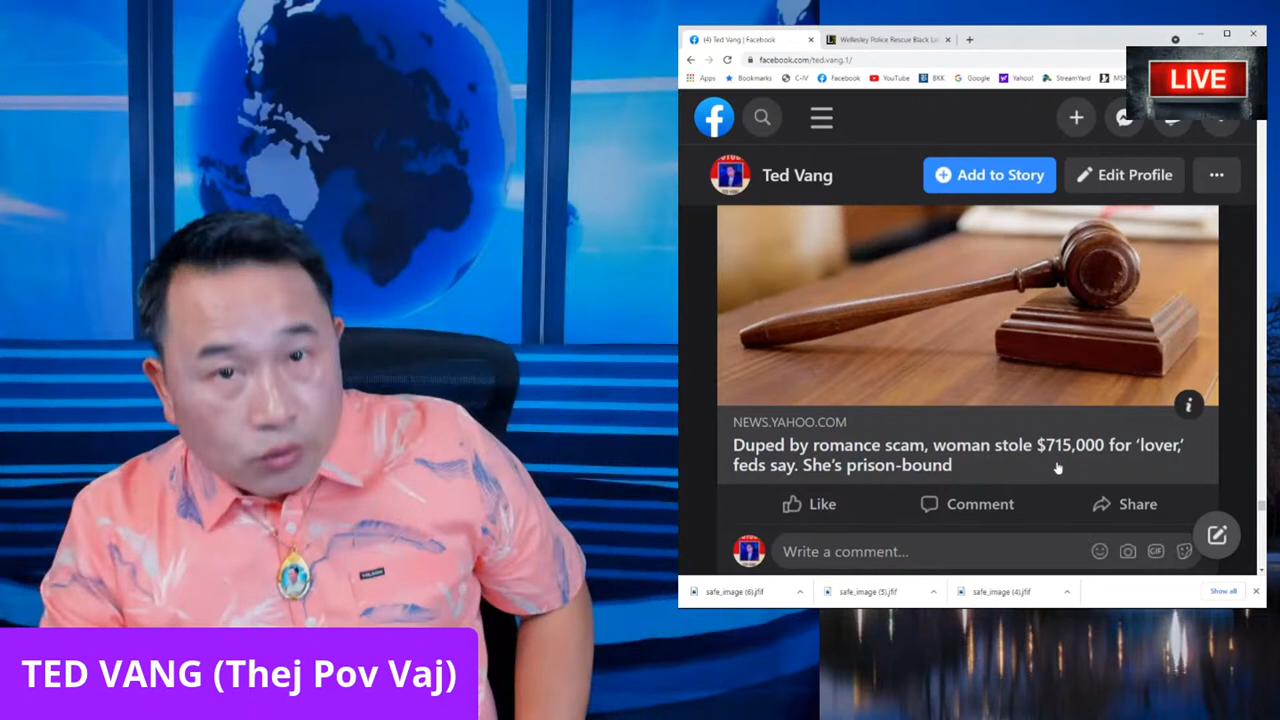 (4) Ted Vang | Facebook
Wellesley Police Rescue Black La
facebook.com/ted.vang.1/
Apps
Bookmarks
C-IV
Facebook
YouTube
BKK
Google
Yahoo!
StreamYard
LIVE
Ted Vang
Add to Story
Edit Profile
NEWS.YAHOO.COM
Duped by romance scam, woman stole $715,000 for ‘lover,’
feds say. She’s prison-bound
Like
Comment
Share
Write a comment...
GIF
safe_image (6).jfif
safe_image (5).jfif
safe_image (4).jfif
Show all
VOLCOM
TED VANG (Thej Pov Vaj)